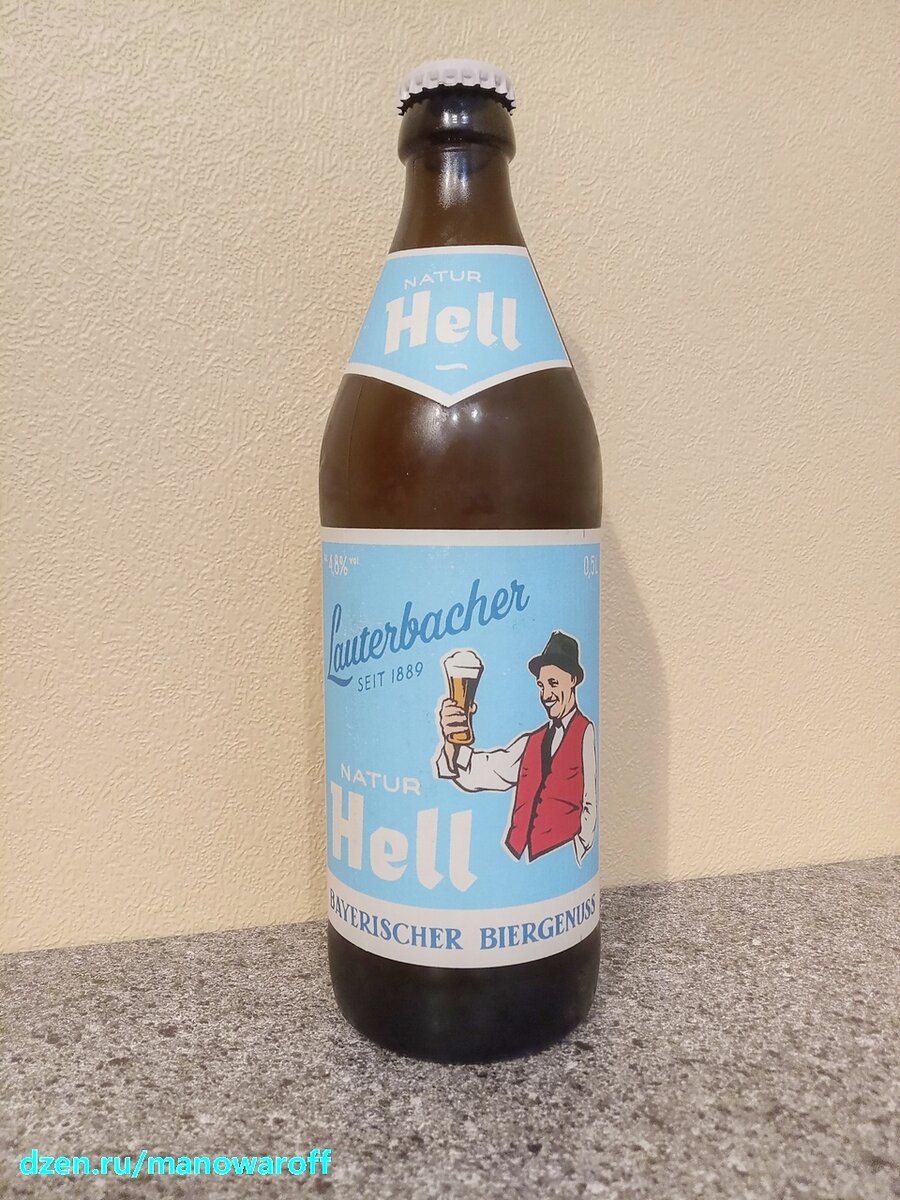 NATUR
Hell
4,8% vol.
0,5
Lauterbacher
SEIT 1889
NATUR
Hell
BAYERISCHER BIERGENUSS
dzen.ru/manowaroff